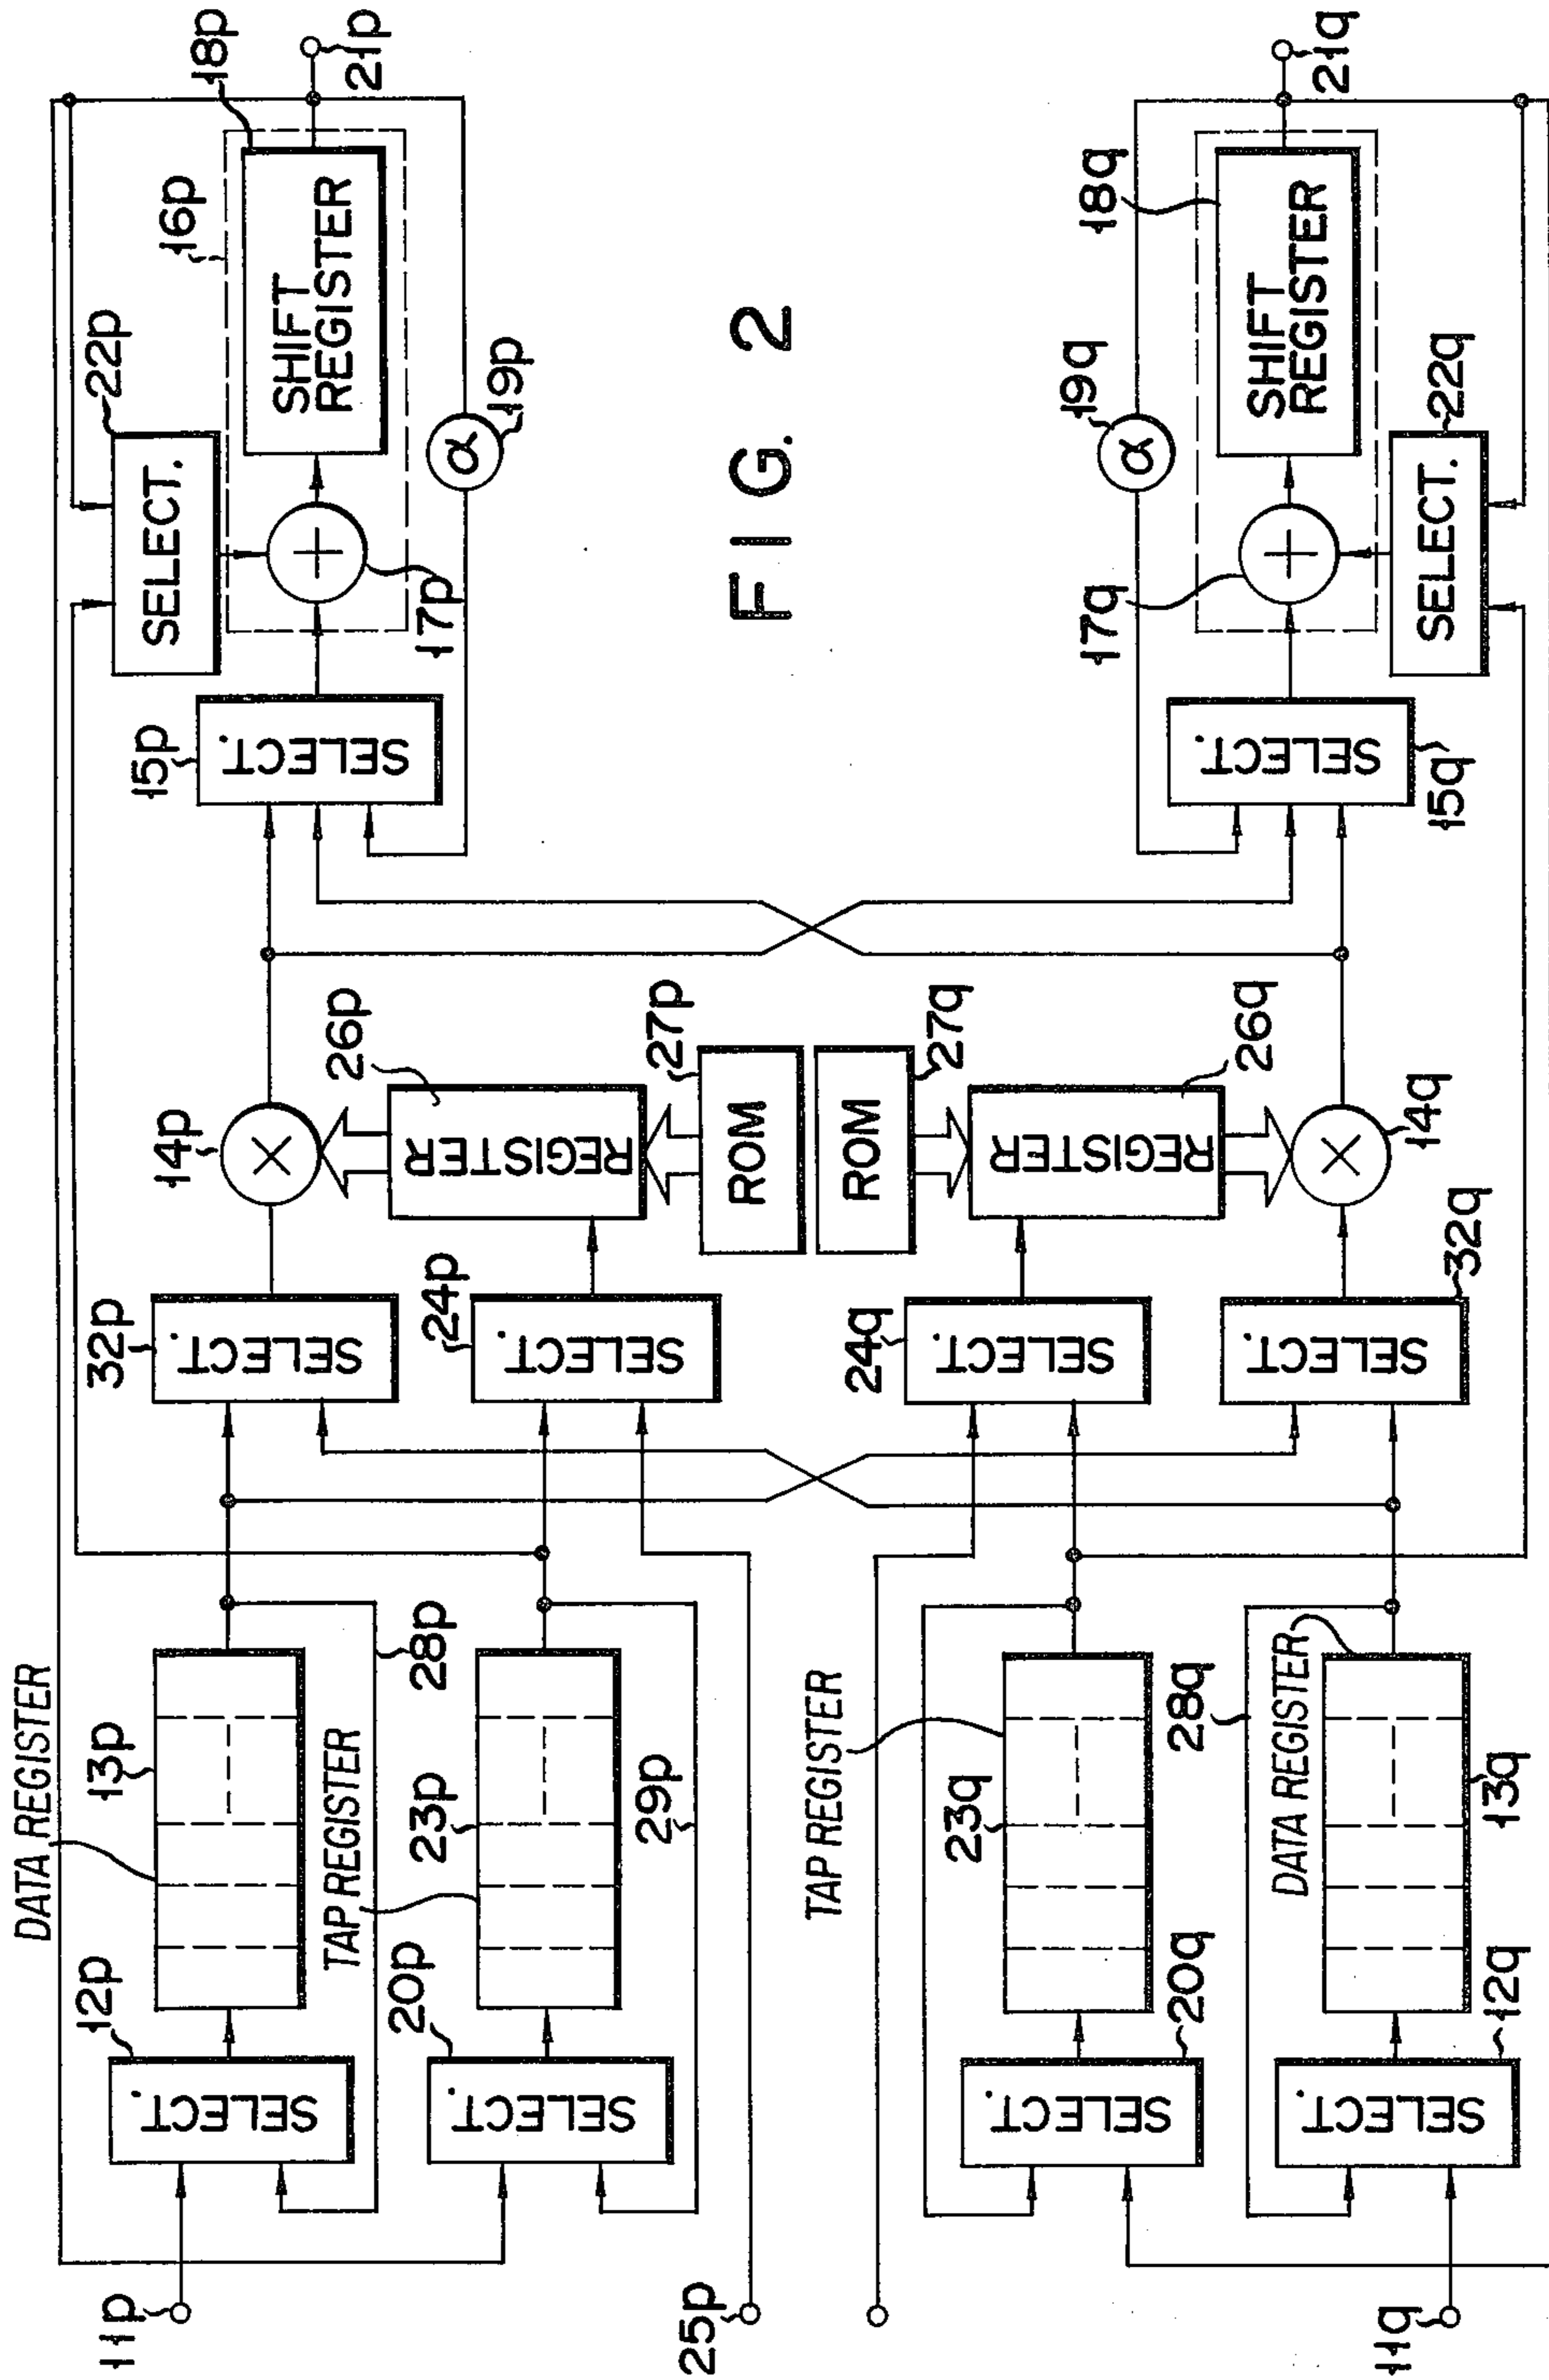 DATA REGISTER
11p
12p
SELECT.
13p
28p
32p
SELECT.
14p
15p
SELECT.
22p
SELECT.
16p
18p
SHIFT
REGISTER
17p
19p
α
21p
TAP REGISTER
20p
SELECT.
23p
29p
24p
SELECT.
26p
REGISTER
27p
ROM
25p
FIG. 2
TAP REGISTER
20q
SELECT.
23q
24q
SELECT.
ROM
27q
REGISTER
26q
28q
DATA REGISTER
11q
12q
SELECT.
13q
32q
SELECT.
14q
15q
SELECT.
17q
19q
α
18q
SHIFT
REGISTER
22q
SELECT.
21q